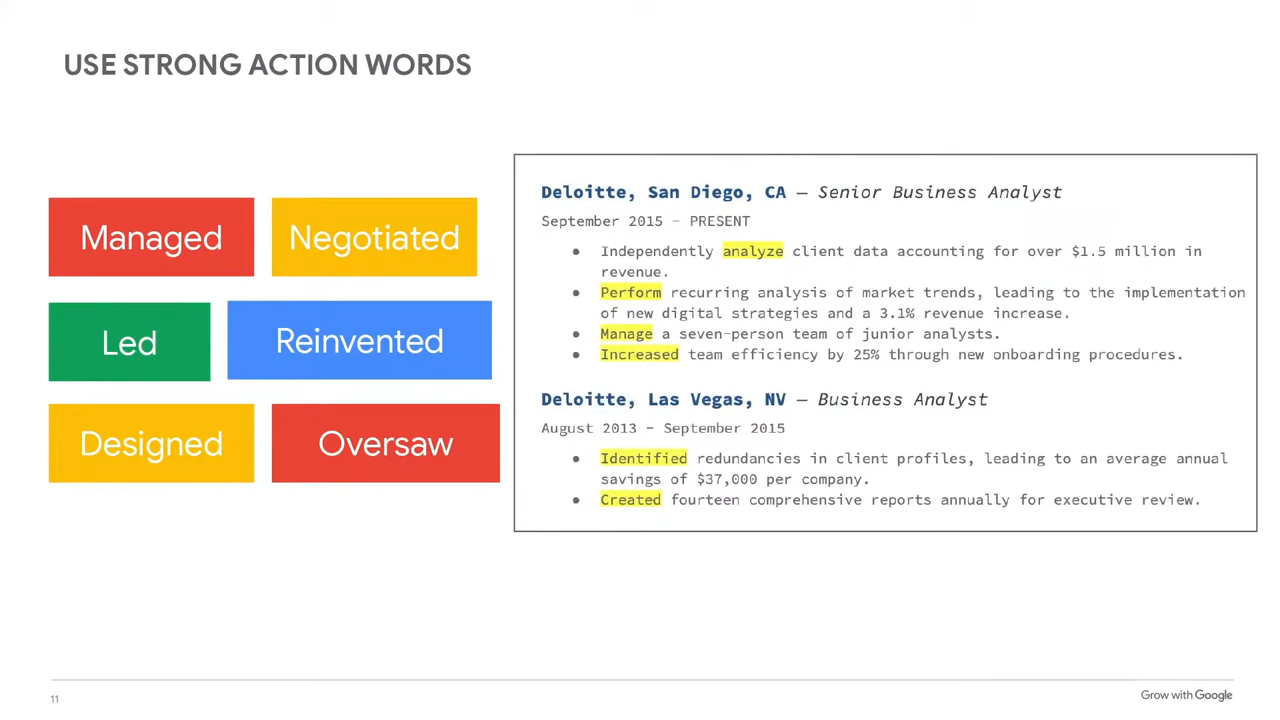 USE STRONG ACTION WORDS
Managed
Negotiated
Led
Reinvented
Designed
Oversaw
Deloitte, San Diego, CA — Senior Business Analyst
September 2015 – PRESENT
● Independently analyze client data accounting for over $1.5 million in
revenue.
● Perform recurring analysis of market trends, leading to the implementation
of new digital strategies and a 3.1% revenue increase.
● Manage a seven-person team of junior analysts.
● Increased team efficiency by 25% through new onboarding procedures.
Deloitte, Las Vegas, NV — Business Analyst
August 2013 – September 2015
● Identified redundancies in client profiles, leading to an average annual
savings of $37,000 per company.
● Created fourteen comprehensive reports annually for executive review.
11
Grow with Google